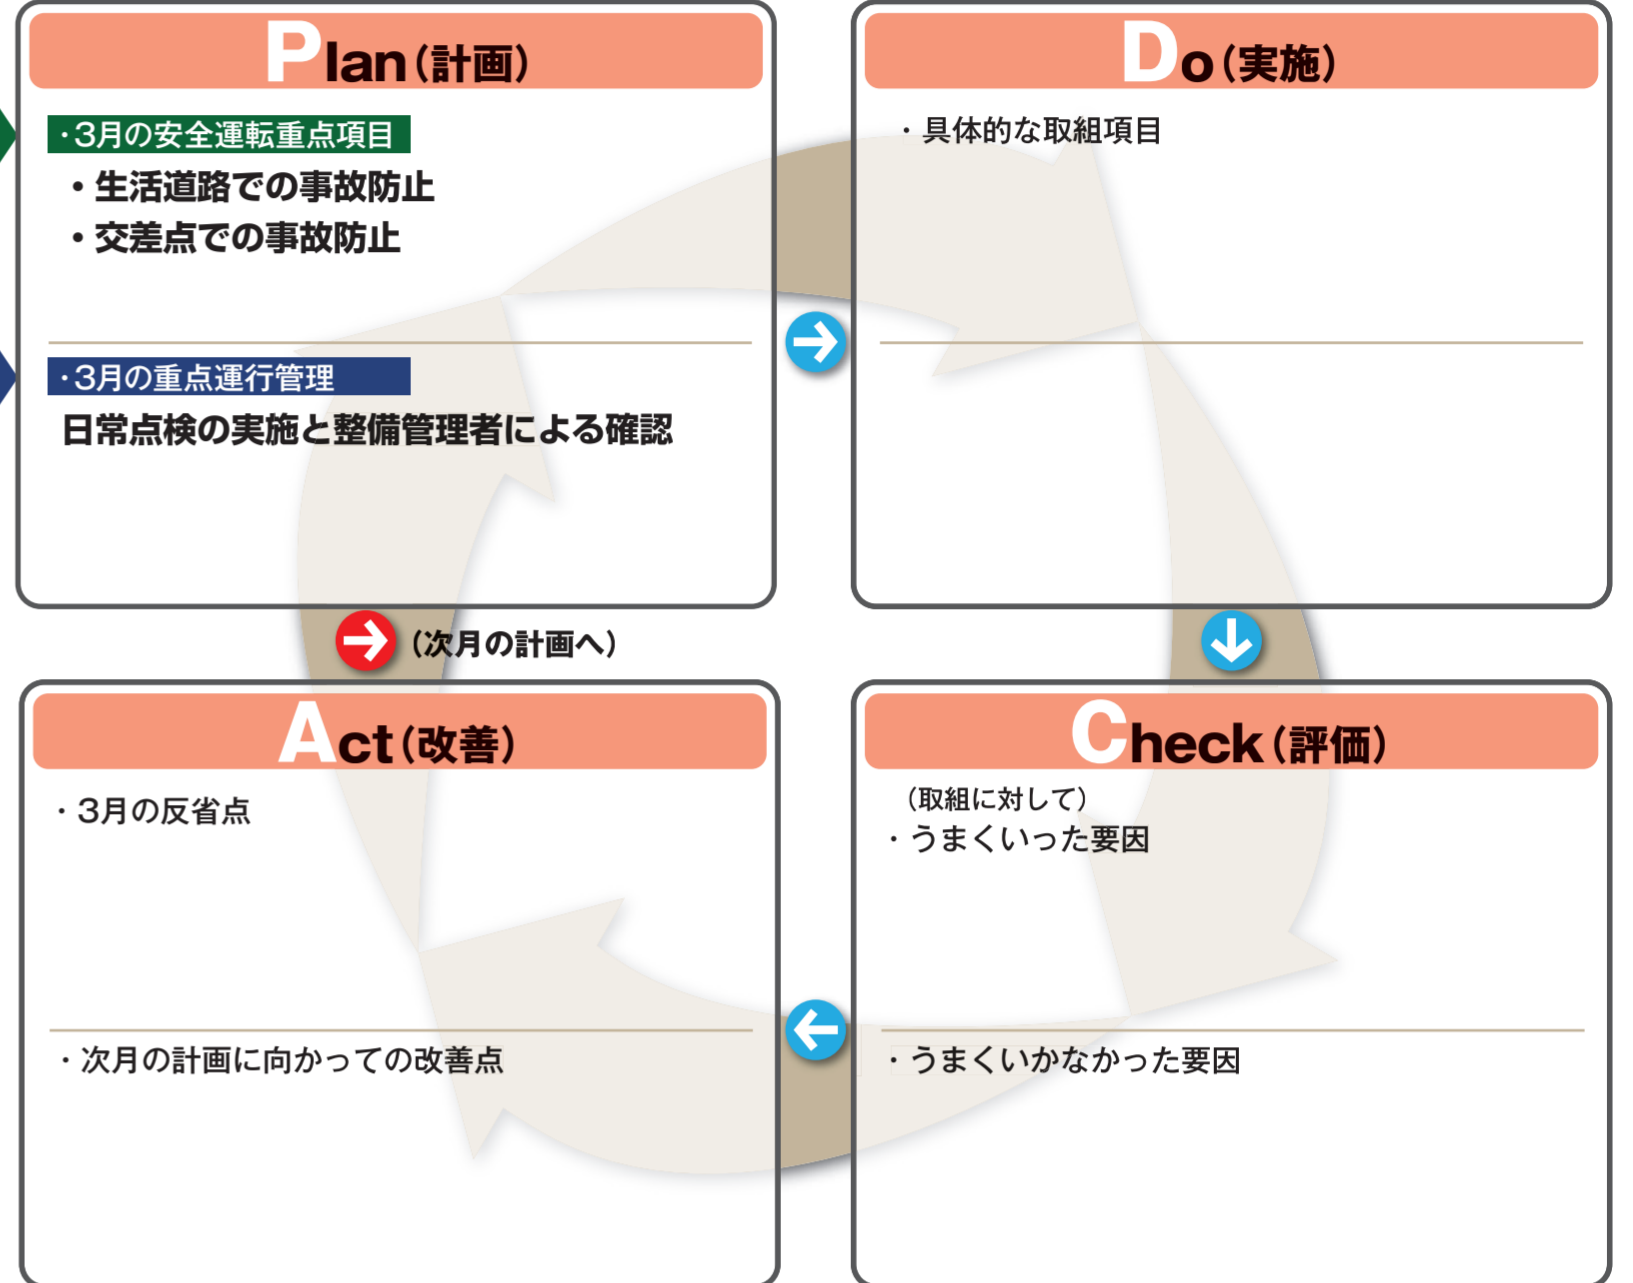 Plan(計画)
・3月の安全運転重点項目
・生活道路での事故防止
・交差点での事故防止
・3月の重点運行管理
日常点検の実施と整備管理者による確認
Do(実施)
・具体的な取組項目
(次月の計画へ)
Act(改善)
・3月の反省点
・次月の計画に向かっての改善点
Check(評価)
(取組に対して)
・うまくいった要因
・うまくいかなかった要因